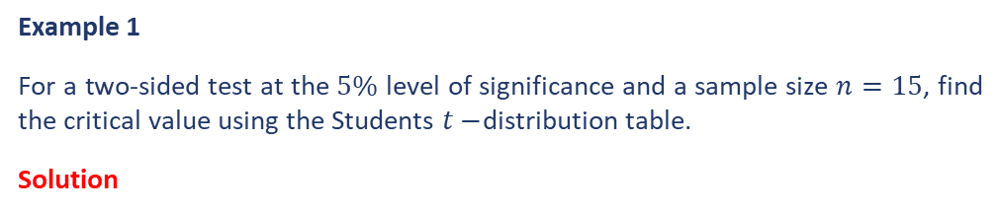 Example 1
For a two-sided test at the 5% level of significance and a sample size n = 15, find
the critical value using the Students t −distribution table.
Solution